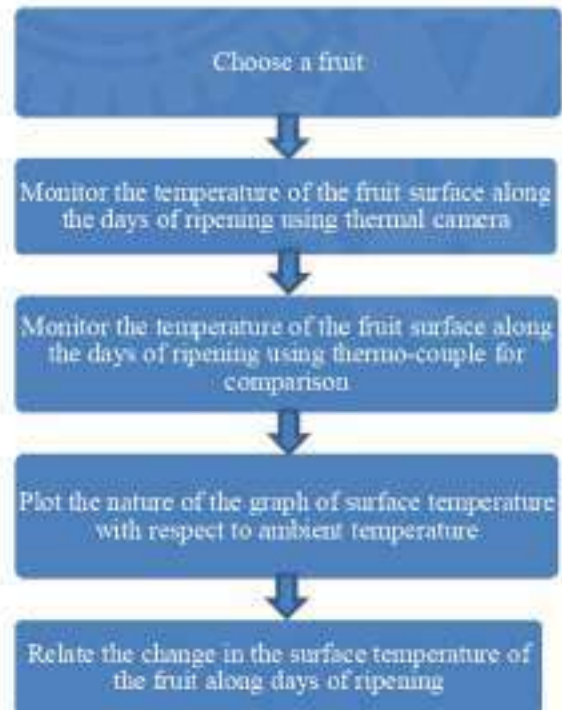 Choose a fruit
Monitor the temperature of the fruit surface along
the days of ripening using thermal camera
Monitor the temperature of the fruit surface along
the days of ripening using thermo-couple for
comparison
Plot the nature of the graph of surface temperature
with respect to ambient temperature
Relate the change in the surface temperature of
the fruit along days of ripening